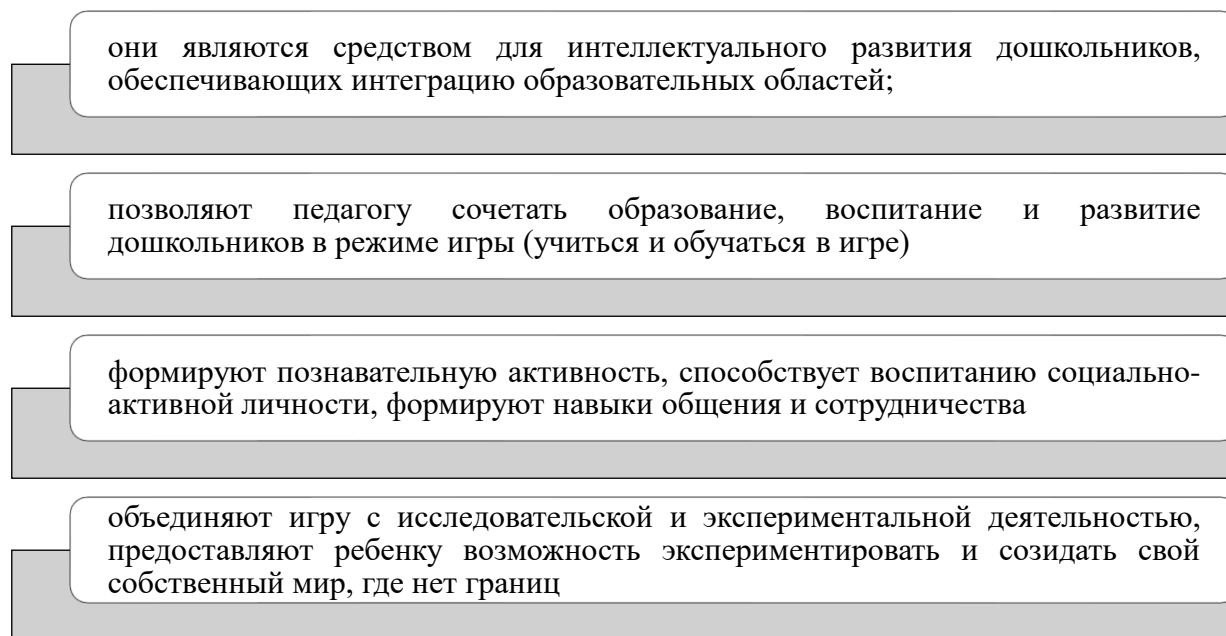 они являются средством для интеллектуального развития дошкольников,
обеспечивающих интеграцию образовательных областей;
позволяют педагогу сочетать образование, воспитание и развитие
дошкольников в режиме игры (учиться и обучаться в игре)
формируют познавательную активность, способствует воспитанию социально-
активной личности, формируют навыки общения и сотрудничества
объединяют игру с исследовательской и экспериментальной деятельностью,
предоставляют ребенку возможность экспериментировать и созидать свой
собственный мир, где нет границ